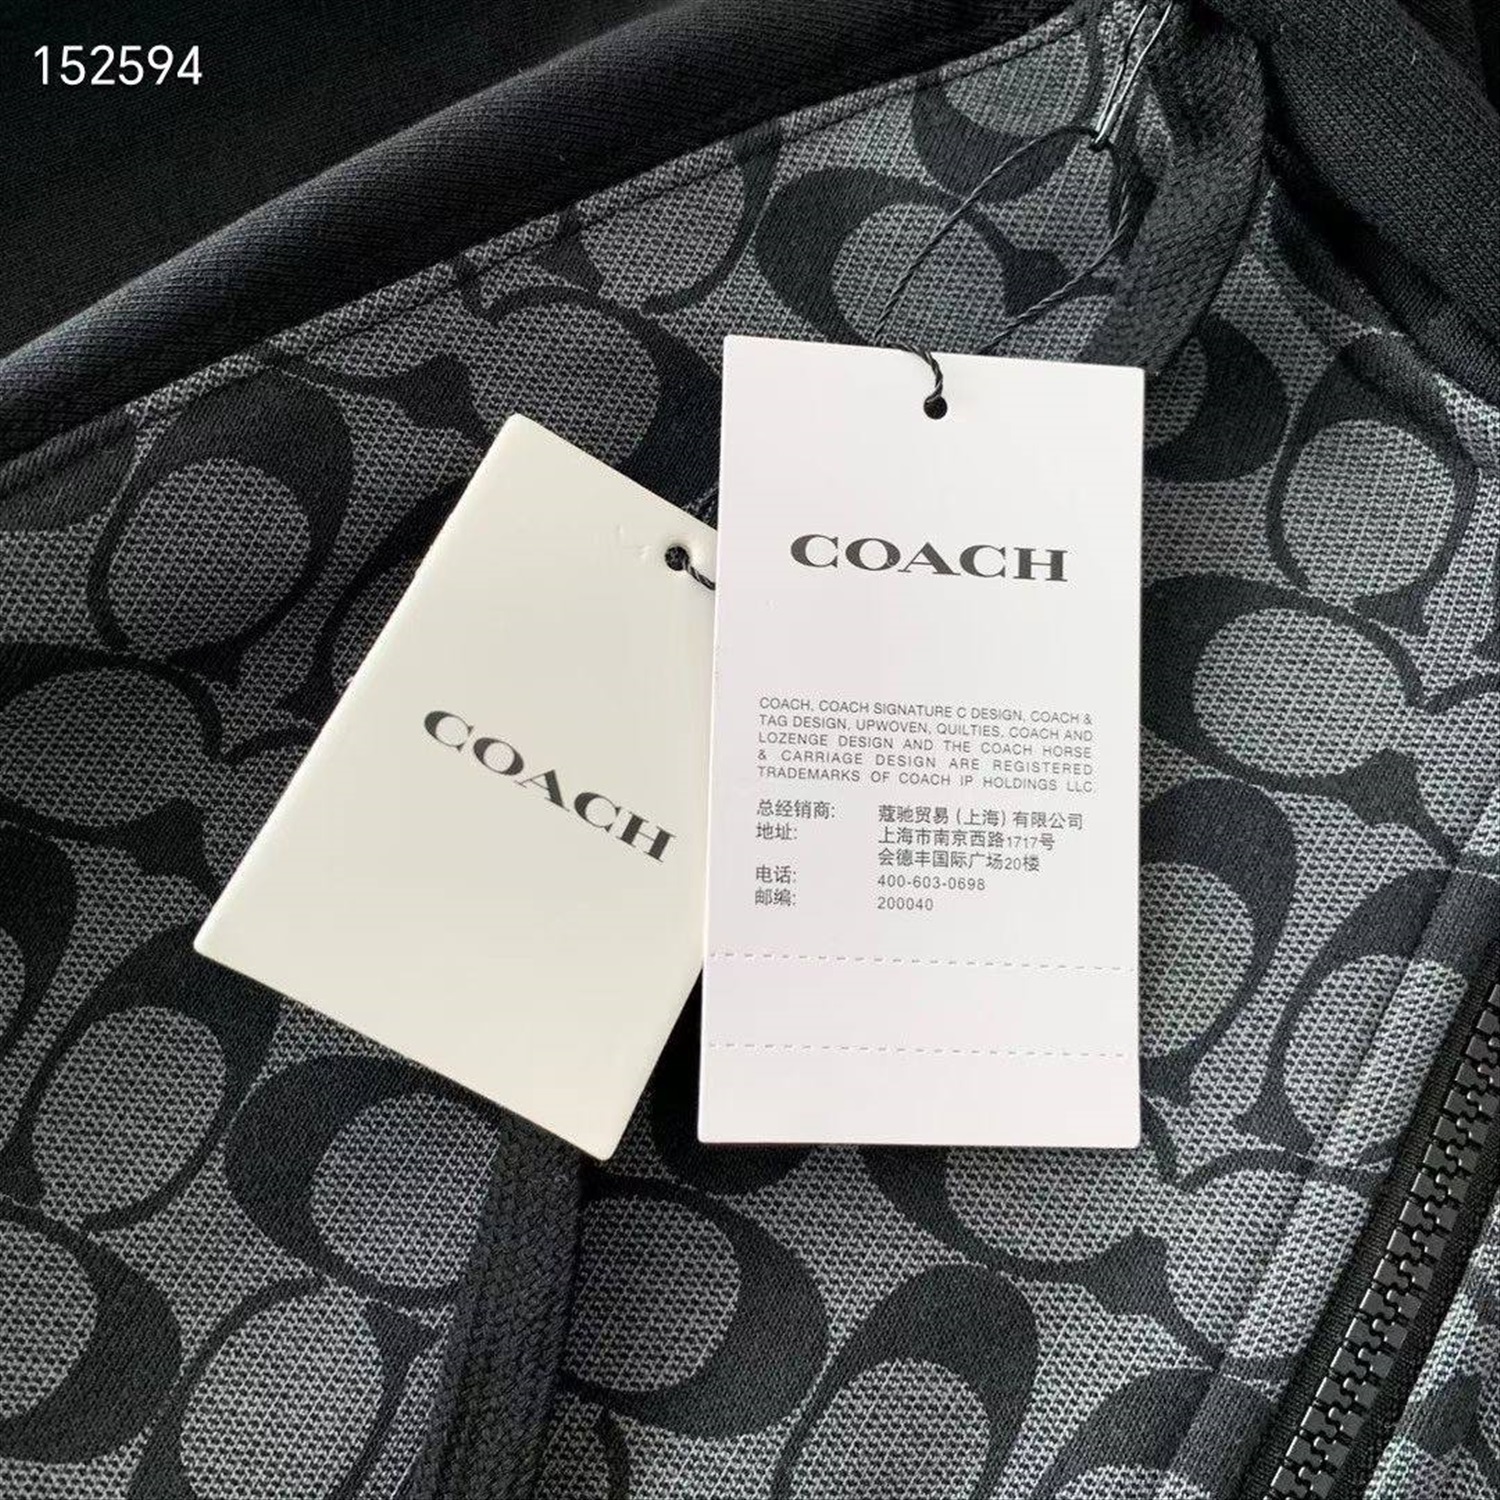 152594
COACH
COACH
COACH, COACH SIGNATURE C DESIGN, COACH &
TAG DESIGN, UPWOVEN, QUILTIES, COACH AND
LOZENGE DESIGN AND THE COACH HORSE
& CARRIAGE DESIGN ARE REGISTERED
TRADEMARKS OF COACH IP HOLDINGS LLC.
总经销商: 蔻驰贸易(上海)有限公司
地址: 上海市南京西路1717号
会德丰国际广场20楼
电话: 400-603-0698
邮编: 200040